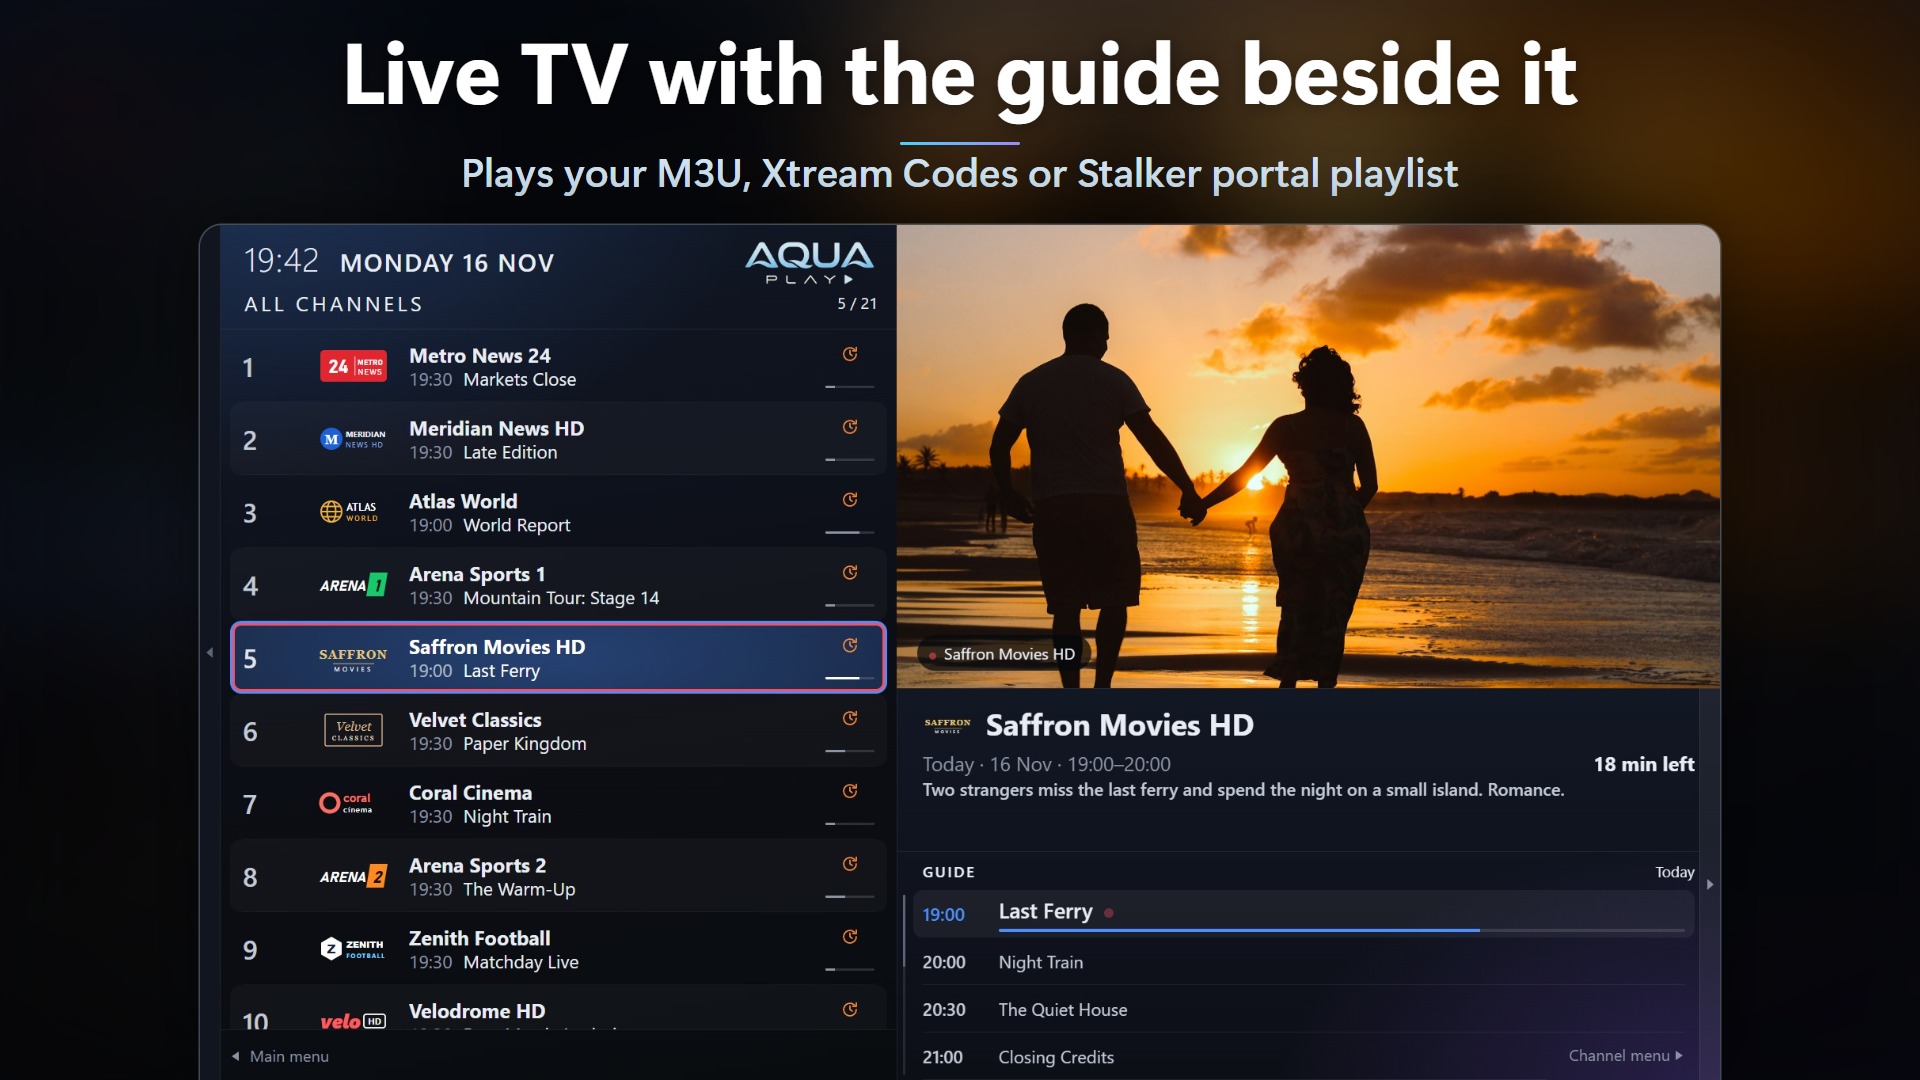 Live TV with the guide beside it
Plays your M3U, Xtream Codes or Stalker portal playlist
19:42 MONDAY 16 NOV
AQUA
PLAY
ALL CHANNELS
5 / 21
1
24 METRO NEWS
Metro News 24
19:30 Markets Close
2
M MERIDIAN NEWS HD
Meridian News HD
19:30 Late Edition
3
ATLAS WORLD
Atlas World
19:00 World Report
4
ARENA 1
Arena Sports 1
19:30 Mountain Tour: Stage 14
5
SAFFRON MOVIES
Saffron Movies HD
19:00 Last Ferry
6
Velvet CLASSICS
Velvet Classics
19:30 Paper Kingdom
7
coral cinema
Coral Cinema
19:30 Night Train
8
ARENA 2
Arena Sports 2
19:30 The Warm-Up
9
Z ZENITH FOOTBALL
Zenith Football
19:30 Matchday Live
10
velo HD
Velodrome HD
Main menu
Saffron Movies HD
SAFFRON MOVIES
Saffron Movies HD
Today · 16 Nov · 19:00–20:00
18 min left
Two strangers miss the last ferry and spend the night on a small island. Romance.
GUIDE
Today
19:00 Last Ferry
20:00 Night Train
20:30 The Quiet House
21:00 Closing Credits
Channel menu